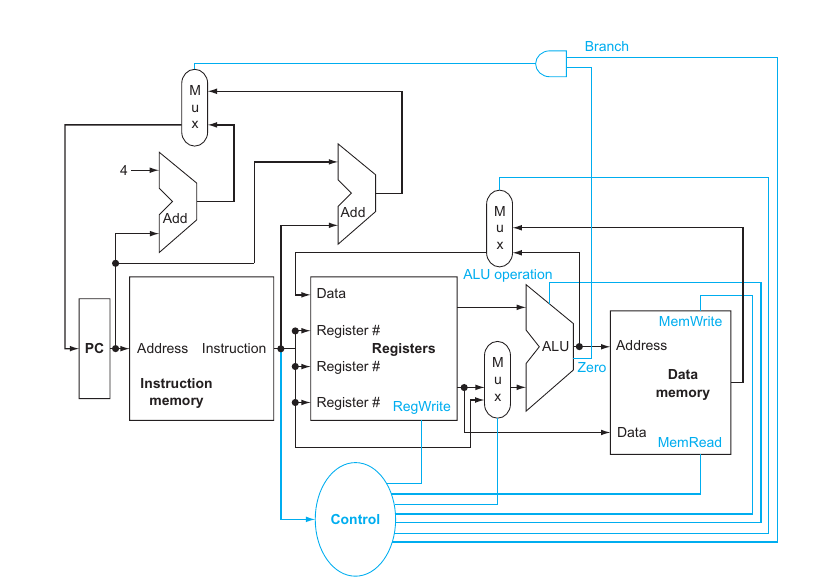 Branch
M
u
x
4
Add
Add
M
u
x
ALU operation
Data
PC
Address
Instruction
Instruction
memory
Register #
Register #
Register #
Registers
RegWrite
M
u
x
ALU
Zero
MemWrite
Address
Data
memory
Data
MemRead
Control